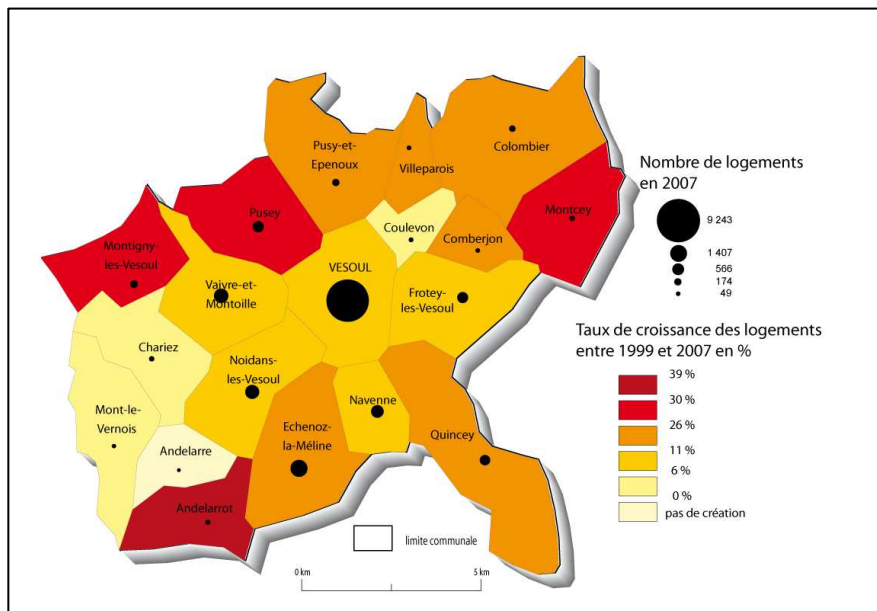 Pusy-et-
Epenoux
Villeparois
Colombier
Pusey
Coulevon
Comberjon
Montcey
Montigny-
les-Vesoul
Vaivre-et-
Montoille
VESOUL
Frotey-
les-Vesoul
Chariez
Noidans-
les-Vesoul
Navenne
Mont-le-
Vernois
Echenoz-
la-Méline
Quincey
Andelarre
Andelarrot
limite communale
0 km
5 km
Nombre de logements
en 2007
9 243
1 407
566
174
49
Taux de croissance des logements
entre 1999 et 2007 en %
39 %
30 %
26 %
11 %
6 %
0 %
pas de création